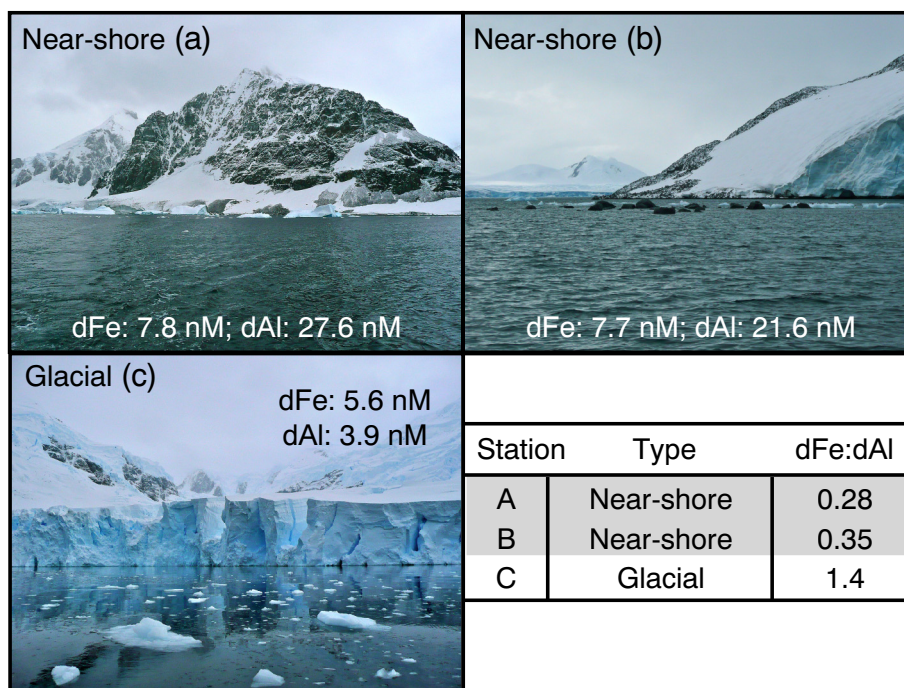 Near-shore (a)
dFe: 7.8 nM; dAl: 27.6 nM
Near-shore (b)
dFe: 7.7 nM; dAl: 21.6 nM
Glacial (c)
dFe: 5.6 nM
dAl: 3.9 nM
Station Type dFe:dAl
A Near-shore 0.28
B Near-shore 0.35
C Glacial 1.4